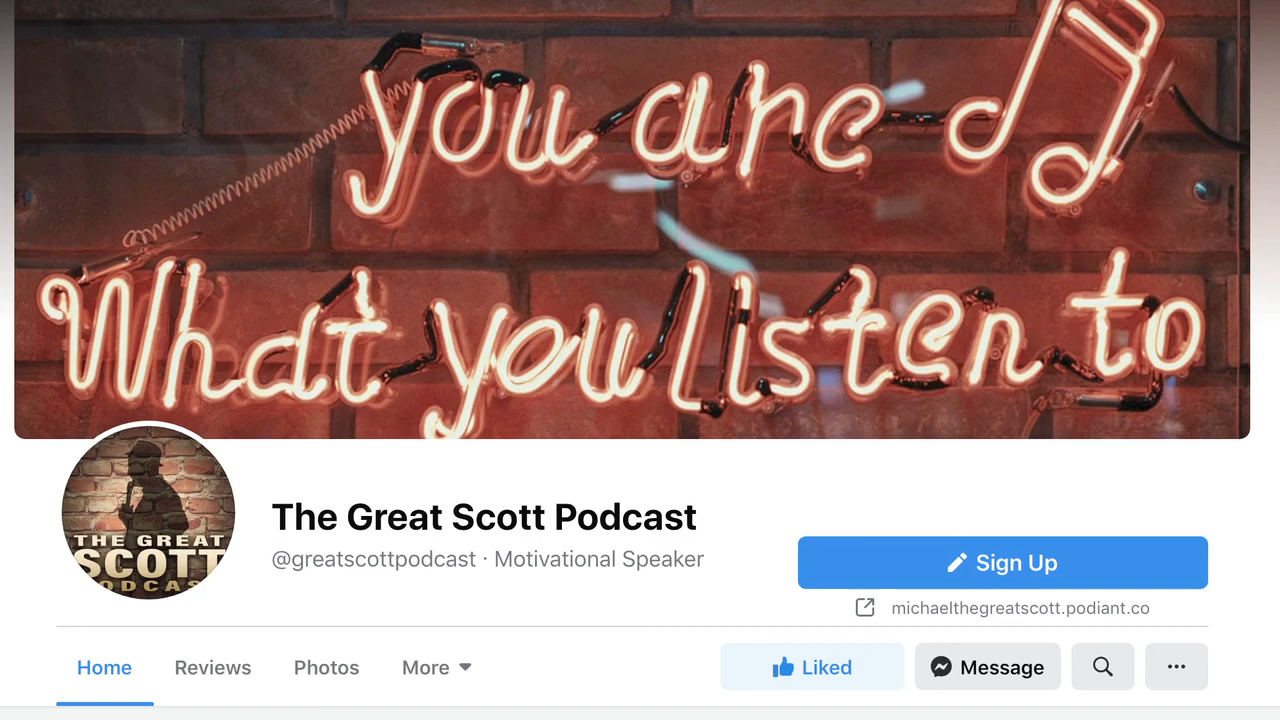 you are
What you listen to
THE GREAT
SCOTT
PODCAST
The Great Scott Podcast
@greatscottpodcast · Motivational Speaker
Sign Up
michaelthegreatscott.podiant.co
Home
Reviews
Photos
More
Liked
Message